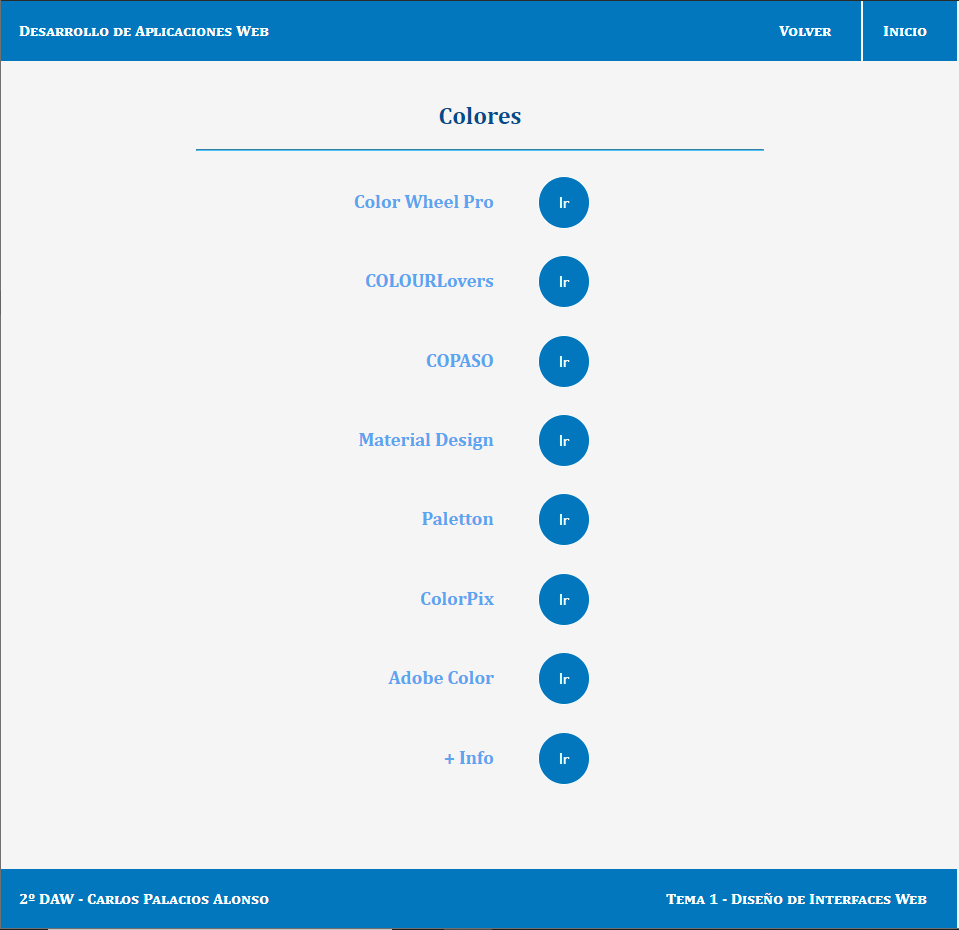 Desarrollo de Aplicaciones Web Volver Inicio
Colores
Color Wheel Pro Ir
COLOURLovers Ir
COPASO Ir
Material Design Ir
Paletton Ir
ColorPix Ir
Adobe Color Ir
+ Info Ir
2º DAW - Carlos Palacios Alonso Tema 1 - Diseño de Interfaces Web